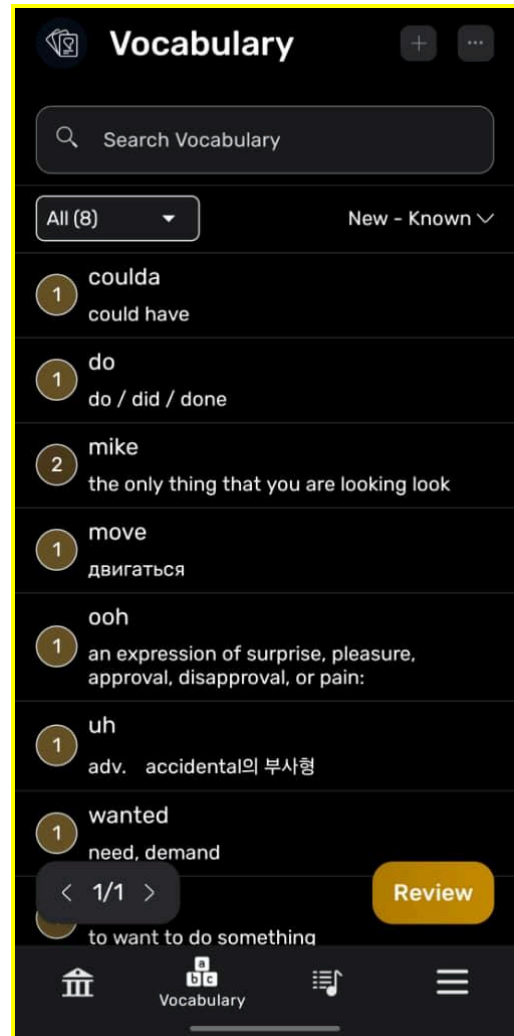 Vocabulary
Search Vocabulary
All (8)
New - Known
1
coulda
could have
1
do
do / did / done
2
mike
the only thing that you are looking look
1
move
двигаться
1
ooh
an expression of surprise, pleasure,
approval, disapproval, or pain:
1
uh
adv. accidental의 부사형
1
wanted
need, demand
< 1/1 >
Review
to want to do something
a
b c
Vocabulary